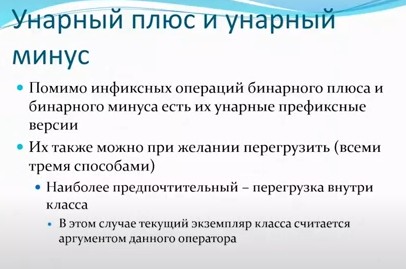 Унарный плюс и унарный
минус
Помимо инфиксных операций бинарного плюса и
бинарного минуса есть их унарные префиксные
версии
Их также можно при желании перегрузить (всеми
тремя способами)
Наиболее предпочтительный – перегрузка внутри
класса
В этом случае текущий экземпляр класса считается
аргументом данного оператора